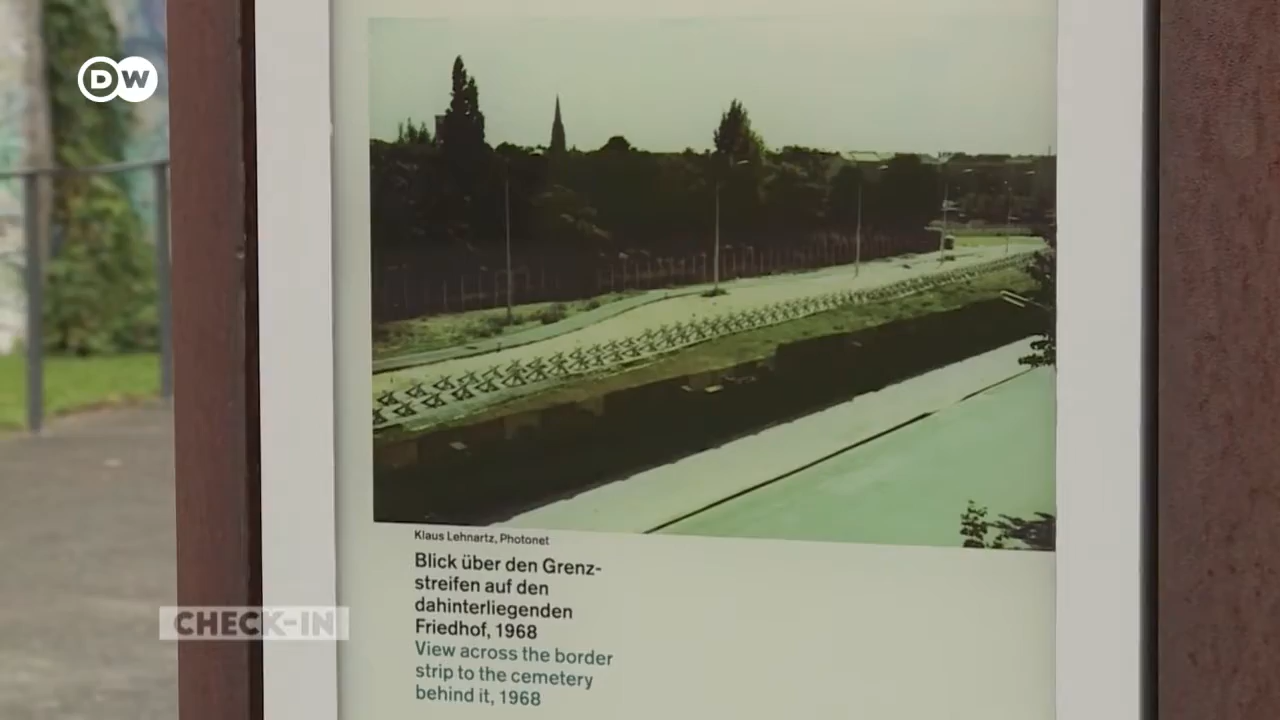 DW
Klaus Lehnartz, Photonet
Blick über den Grenz-
streifen auf den
dahinterliegenden
Friedhof, 1968
View across the border
strip to the cemetery
behind it, 1968
CHECK-IN